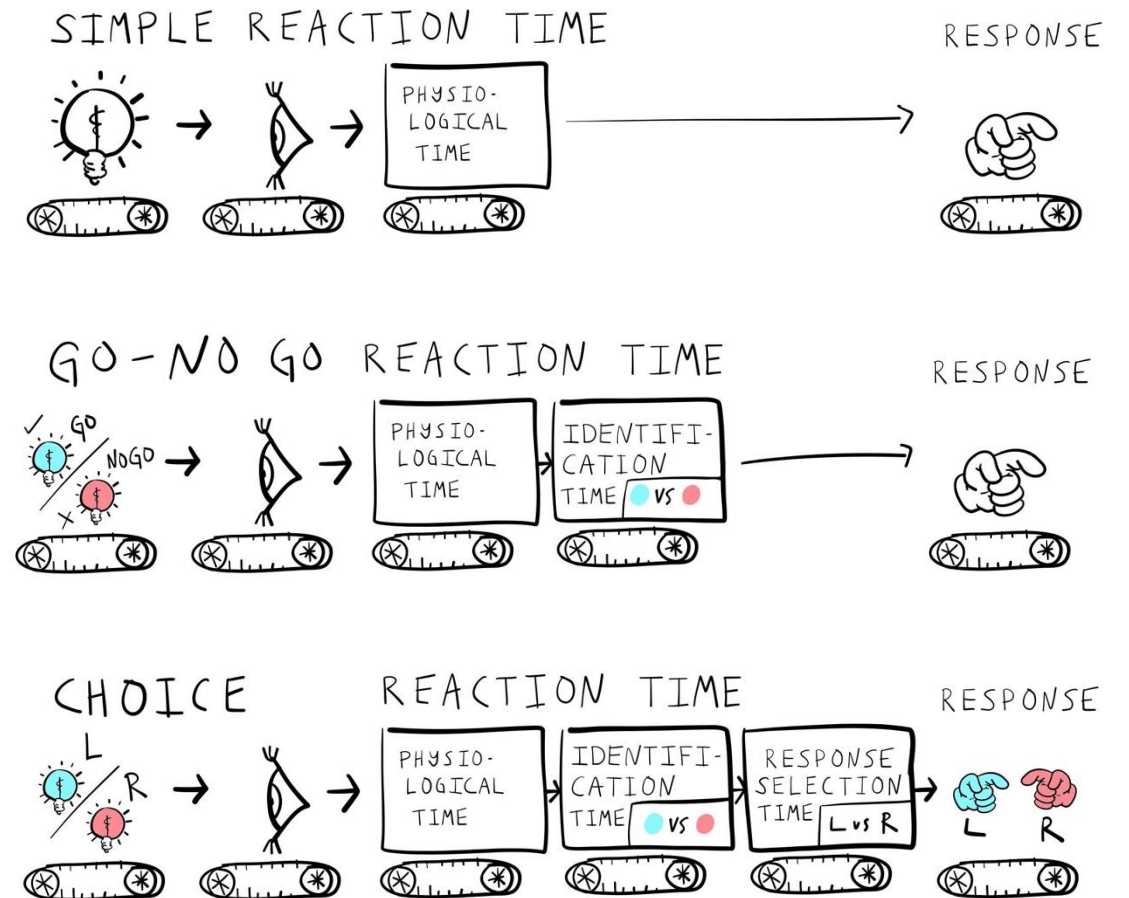 SIMPLE REACTION TIME
RESPONSE
PHYSIO-
LOGICAL
TIME
GO-NO GO REACTION TIME
RESPONSE
GO
NOGO
PHYSIO-
LOGICAL
TIME
IDENTIFI-
CATION
TIME
VS
CHOICE REACTION TIME
RESPONSE
L
R
PHYSIO-
LOGICAL
TIME
IDENTIFI-
CATION
TIME
VS
RESPONSE
SELECTION
TIME
L vs R
L
R